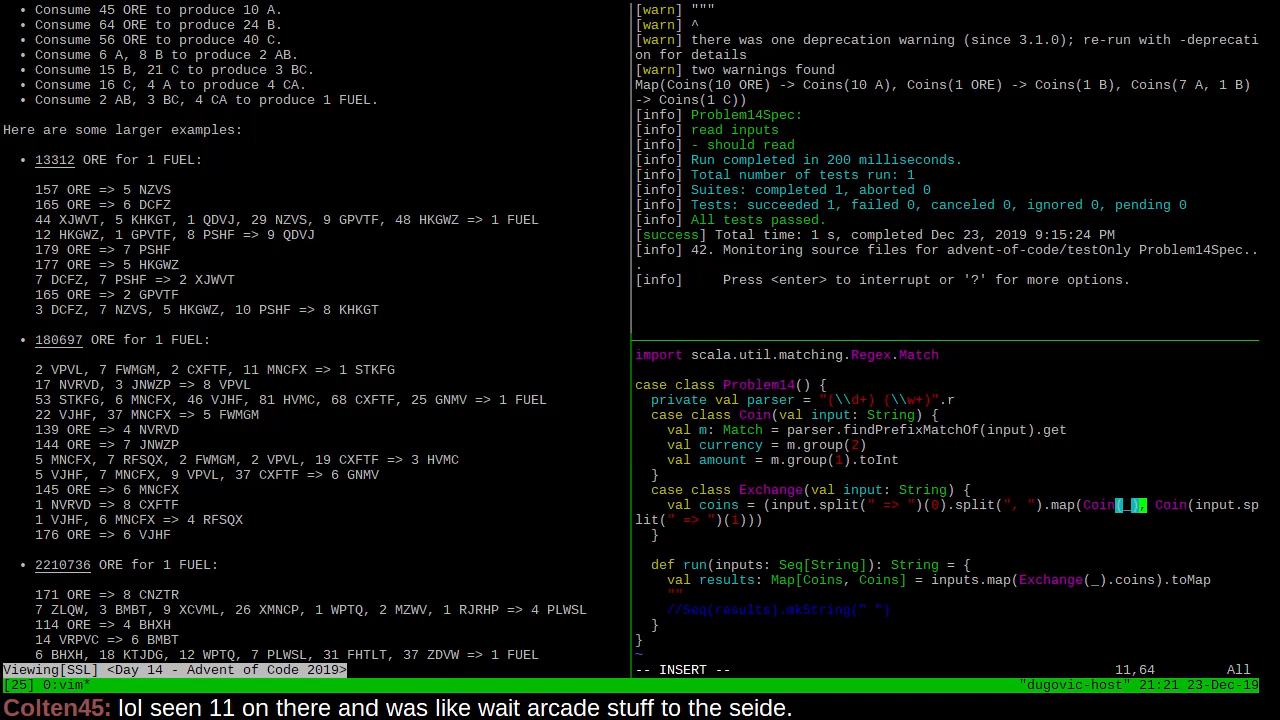 • Consume 45 ORE to produce 10 A.
• Consume 64 ORE to produce 24 B.
• Consume 56 ORE to produce 40 C.
• Consume 6 A, 8 B to produce 2 AB.
• Consume 15 B, 21 C to produce 3 BC.
• Consume 16 C, 4 A to produce 4 CA.
• Consume 2 AB, 3 BC, 4 CA to produce 1 FUEL.
Here are some larger examples:
• 13312 ORE for 1 FUEL:
157 ORE => 5 NZVS
165 ORE => 6 DCFZ
44 XJWVT, 5 KHKGT, 1 QDVJ, 29 NZVS, 9 GPVTF, 48 HKGWZ => 1 FUEL
12 HKGWZ, 1 GPVTF, 8 PSHF => 9 QDVJ
179 ORE => 7 PSHF
177 ORE => 5 HKGWZ
7 DCFZ, 7 PSHF => 2 XJWVT
165 ORE => 2 GPVTF
3 DCFZ, 7 NZVS, 5 HKGWZ, 10 PSHF => 8 KHKGT
• 180697 ORE for 1 FUEL:
2 VPVL, 7 FWMGM, 2 CXFTF, 11 MNCFX => 1 STKFG
17 NVRVD, 3 JNWZP => 8 VPVL
53 STKFG, 6 MNCFX, 46 VJHF, 81 HVMC, 68 CXFTF, 25 GNMV => 1 FUEL
22 VJHF, 37 MNCFX => 5 FWMGM
139 ORE => 4 NVRVD
144 ORE => 7 JNWZP
5 MNCFX, 7 RFSQX, 2 FWMGM, 2 VPVL, 19 CXFTF => 3 HVMC
5 VJHF, 7 MNCFX, 9 VPVL, 37 CXFTF => 6 GNMV
145 ORE => 6 MNCFX
1 NVRVD => 8 CXFTF
1 VJHF, 6 MNCFX => 4 RFSQX
176 ORE => 6 VJHF
• 2210736 ORE for 1 FUEL:
171 ORE => 8 CNZTR
7 ZLQW, 3 BMBT, 9 XCVML, 26 XMNCP, 1 WPTQ, 2 MZWV, 1 RJRHP => 4 PLWSL
114 ORE => 4 BHXH
14 VRPVC => 6 BMBT
6 BHXH, 18 KTJDG, 12 WPTQ, 7 PLWSL, 31 FHTLT, 37 ZDVW => 1 FUEL
Viewing[SSL] <Day 14 - Advent of Code 2019>
[warn] """
[warn] ^
[warn] there was one deprecation warning (since 3.1.0); re-run with -deprecati
on for details
[warn] two warnings found
Map(Coins(10 ORE) -> Coins(10 A), Coins(1 ORE) -> Coins(1 B), Coins(7 A, 1 B)
-> Coins(1 C))
[info] Problem14Spec:
[info] read inputs
[info] - should read
[info] Run completed in 200 milliseconds.
[info] Total number of tests run: 1
[info] Suites: completed 1, aborted 0
[info] Tests: succeeded 1, failed 0, canceled 0, ignored 0, pending 0
[info] All tests passed.
[success] Total time: 1 s, completed Dec 23, 2019 9:15:24 PM
[info] 42. Monitoring source files for advent-of-code/testOnly Problem14Spec..
.
[info]     Press <enter> to interrupt or '?' for more options.
import scala.util.matching.Regex.Match
case class Problem14() {
  private val parser = "(\\d+) (\\w+)".r
  case class Coin(val input: String) {
    val m: Match = parser.findPrefixMatchOf(input).get
    val currency = m.group(2)
    val amount = m.group(1).toInt
  }
  case class Exchange(val input: String) {
    val coins = (input.split(" => ")(0).split(", ").map(Coin(_), Coin(input.sp
lit(" => ")(1)))
  }
  def run(inputs: Seq[String]): String = {
    val results: Map[Coins, Coins] = inputs.map(Exchange(_).coins).toMap
    ""
    //Seq(results).mkString(" ")
  }
}
~
-- INSERT -- 11,64 All
[25] 0:vim* "dugovic-host" 21:21 23-Dec-19
Colten45: lol seen 11 on there and was like wait arcade stuff to the seide.